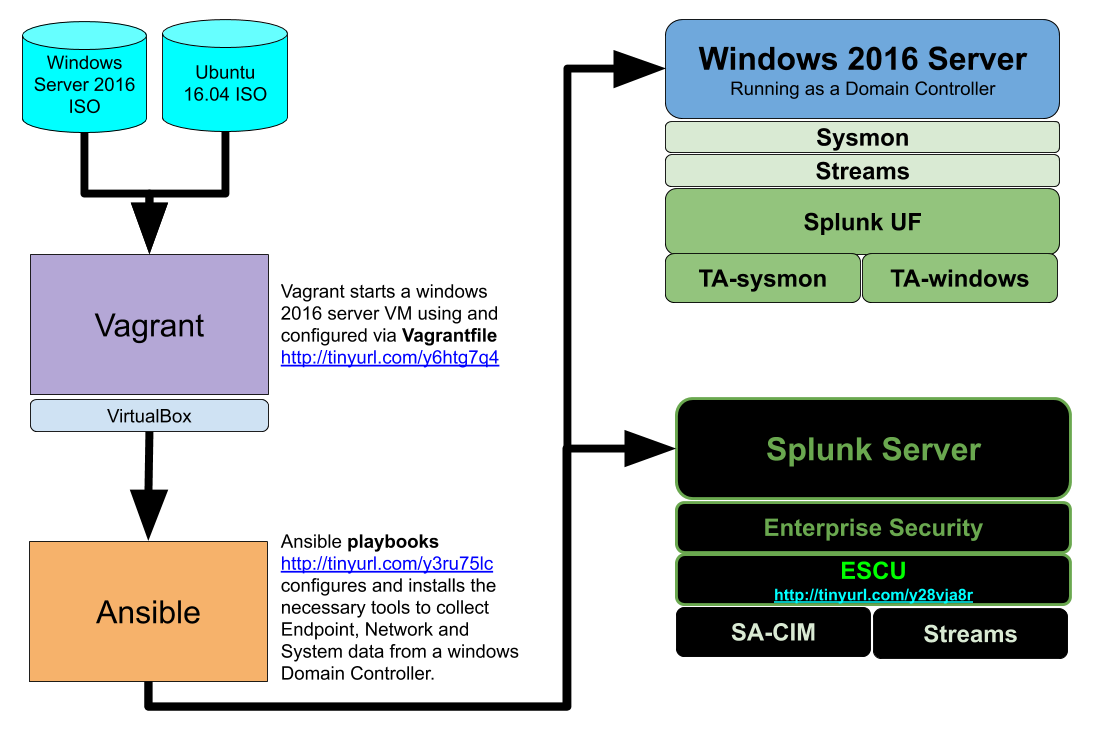 Windows
Server 2016
ISO
Ubuntu
16.04 ISO
Vagrant
VirtualBox
Vagrant starts a windows
2016 server VM using and
configured via Vagrantfile
http://tinyurl.com/y6htg7q4
Ansible
Ansible playbooks
http://tinyurl.com/y3ru75lc
configures and installs the
necessary tools to collect
Endpoint, Network and
System data from a windows
Domain Controller.
Windows 2016 Server
Running as a Domain Controller
Sysmon
Streams
Splunk UF
TA-sysmon
TA-windows
Splunk Server
Enterprise Security
ESCU
http://tinyurl.com/y28vja8r
SA-CIM
Streams